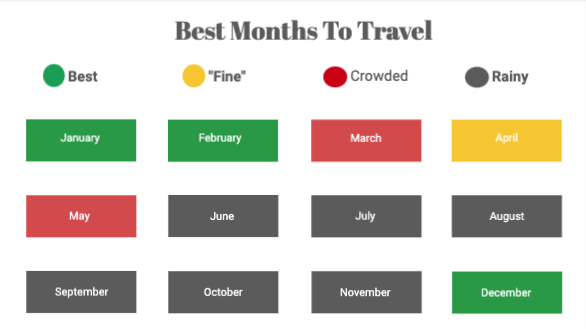 Best Months To Travel
Best "Fine" Crowded Rainy
January February March April
May June July August
September October November December